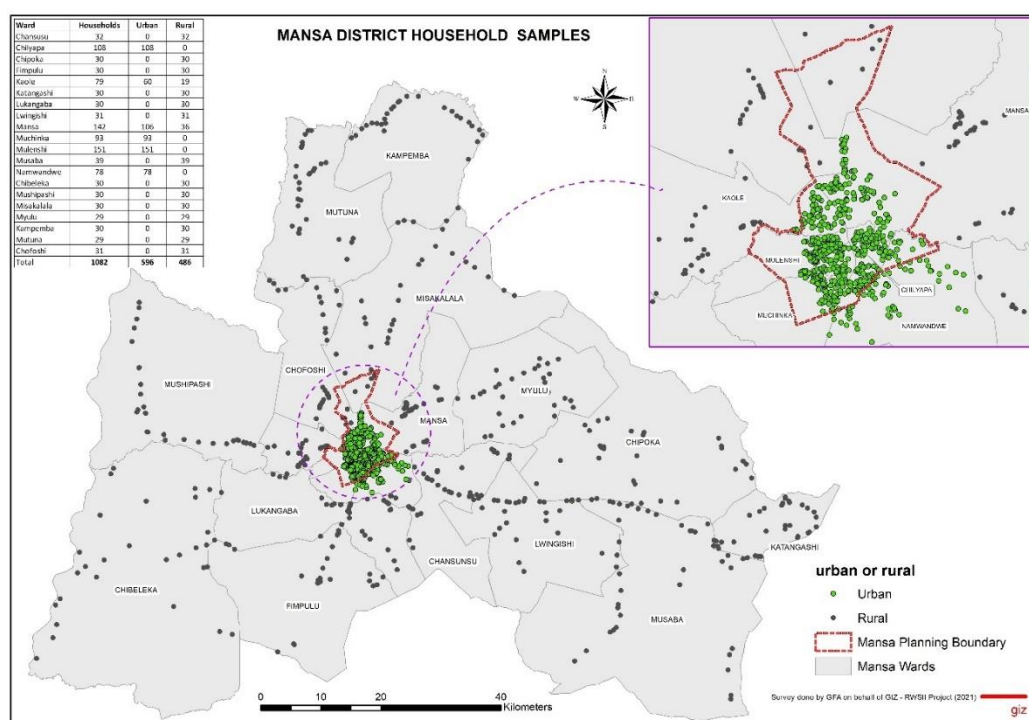 Ward Households Urban Rural
Chansusu 32 0 32
Chilyapa 108 108 0
Chipoka 30 0 30
Fimpulu 30 0 30
Kaole 79 60 19
Katangashi 30 0 30
Lukangaba 30 0 30
Lwingishi 31 0 31
Mansa 142 106 36
Muchinka 93 93 0
Mulenshi 151 151 0
Musaba 39 0 39
Namwandwe 78 78 0
Chibeleka 30 0 30
Mushipashi 30 0 30
Misakalala 30 0 30
Myulu 29 0 29
Kampemba 30 0 30
Mutuna 29 0 29
Chofoshi 31 0 31
Total 1082 596 486
MANSA DISTRICT HOUSEHOLD SAMPLES
N
W E
S
MANSA
KAOLE
MULENSHI
CHILYAPA
MUCHINKA
NAMWANDWE
KAMPEMBA
MUTUNA
MISAKALALA
CHOFOSHI
MUSHIPASHI
MYULU
MANSA
CHIPOKA
LUKANGABA
LWINGISHI
KATANGASHI
CHANSUNSU
CHIBELEKA
FIMPULU
MUSABA
urban or rural
Urban
Rural
Mansa Planning Boundary
Mansa Wards
0 10 20 40
Kilometers
Survey done by GFA on behalf of GIZ - RWSII Project (2021)
giz